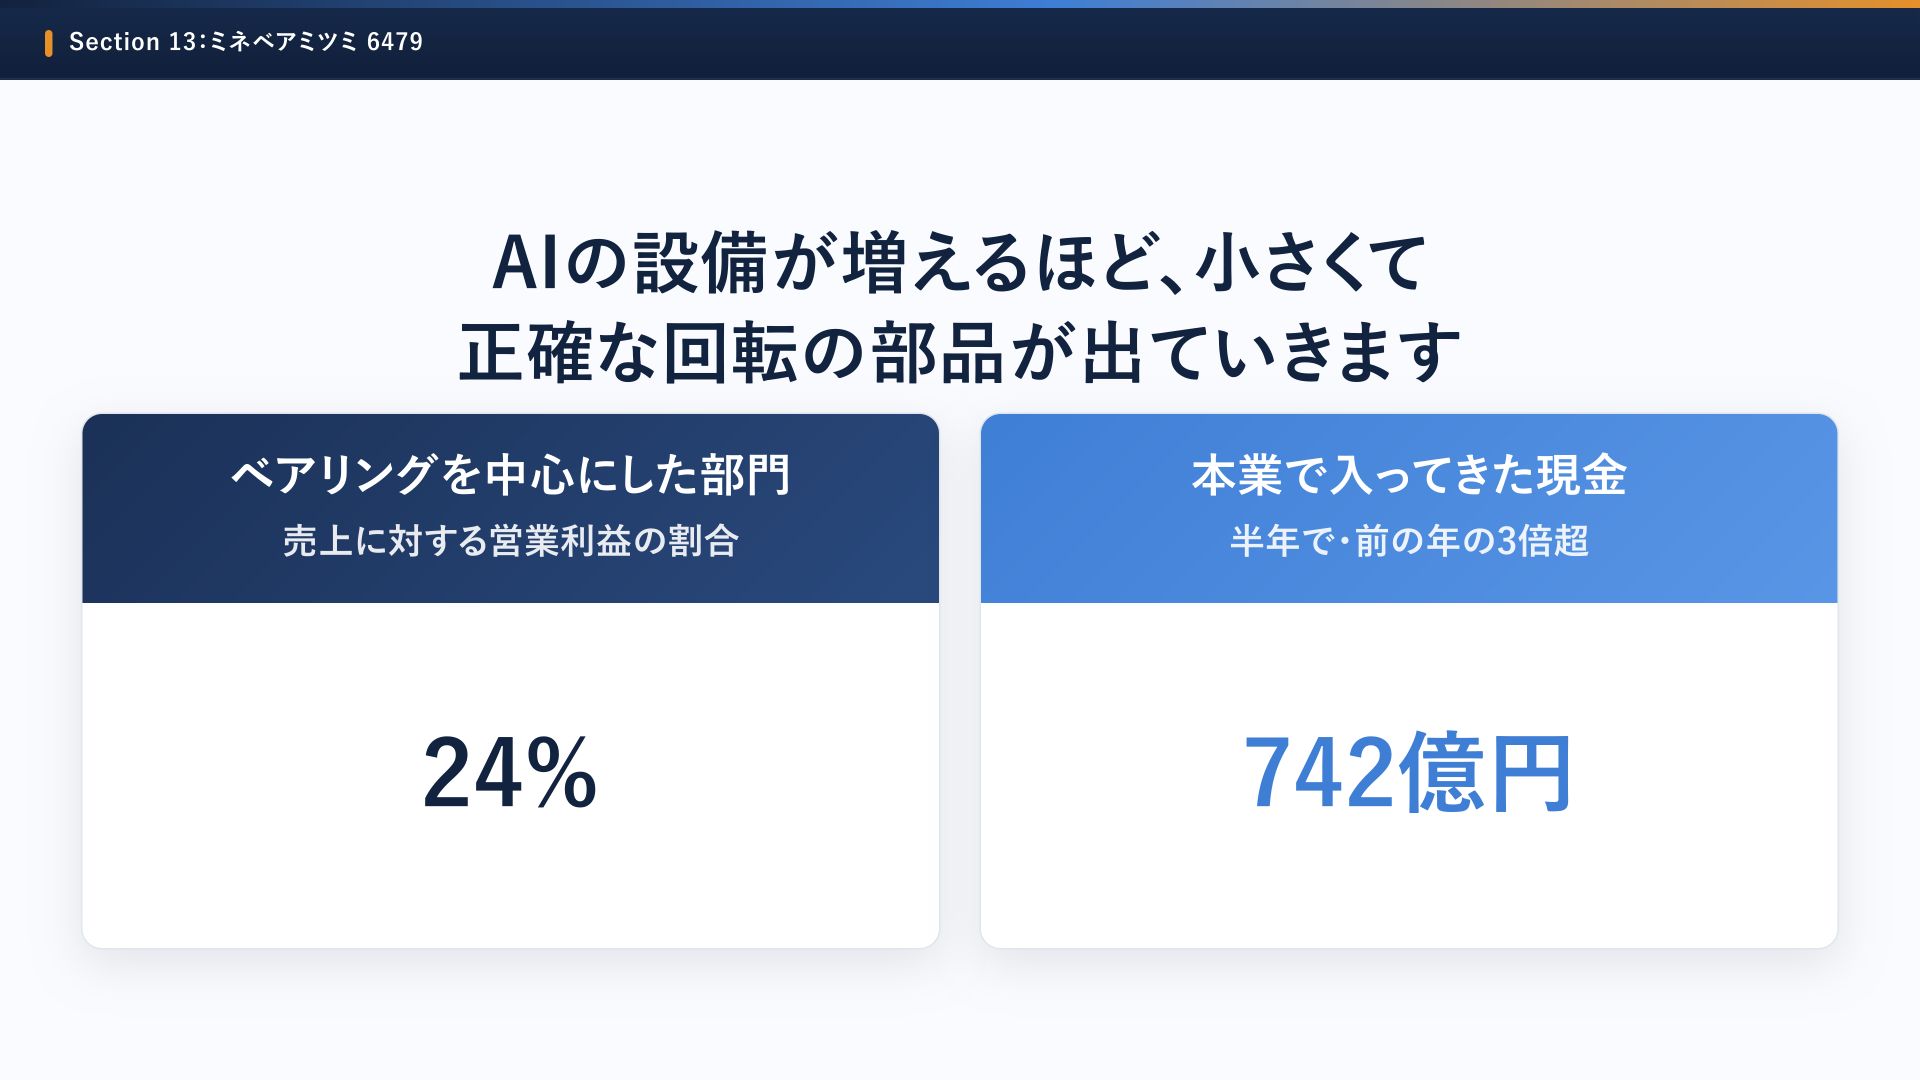 Section 13：ミネベアミツミ 6479
AIの設備が増えるほど、小さくて
正確な回転の部品が出ていきます
ベアリングを中心にした部門
売上に対する営業利益の割合
24%
本業で入ってきた現金
半年で・前の年の3倍超
742億円